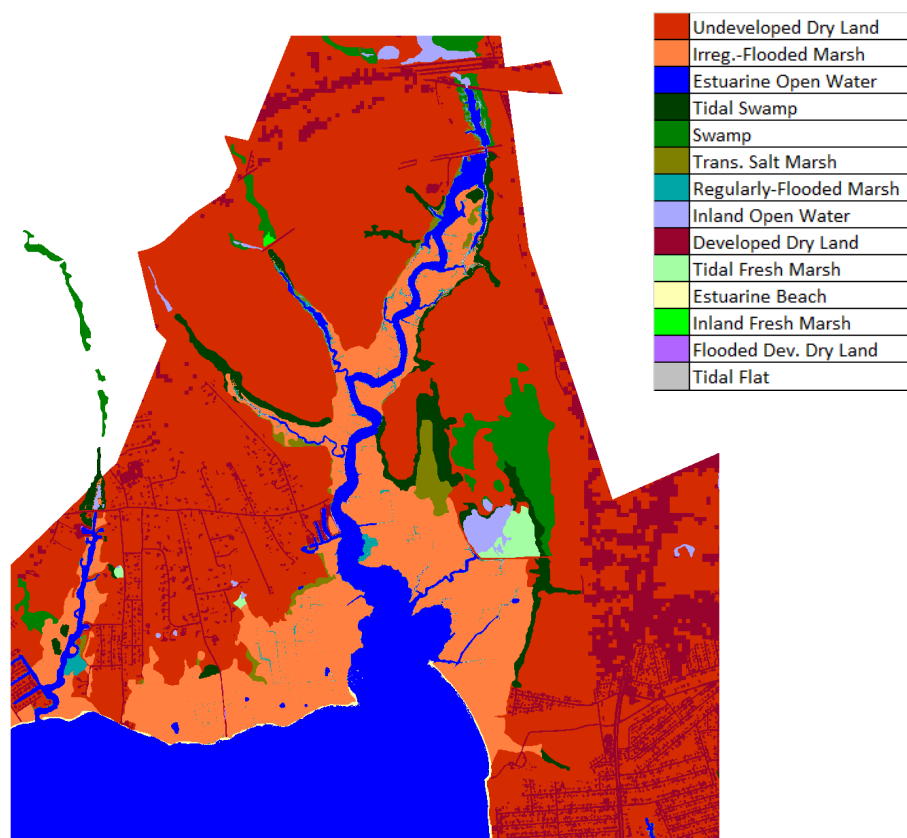 Undeveloped Dry Land
Irreg.-Flooded Marsh
Estuarine Open Water
Tidal Swamp
Swamp
Trans. Salt Marsh
Regularly-Flooded Marsh
Inland Open Water
Developed Dry Land
Tidal Fresh Marsh
Estuarine Beach
Inland Fresh Marsh
Flooded Dev. Dry Land
Tidal Flat